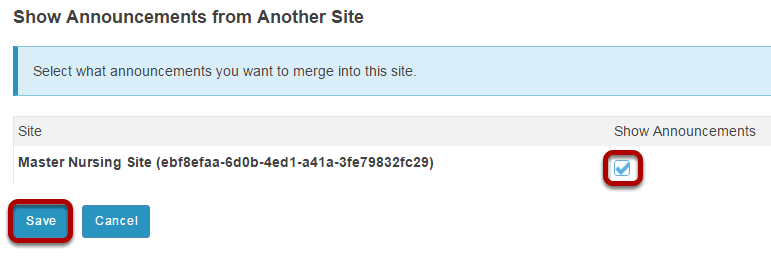 Show Announcements from Another Site
Select what announcements you want to merge into this site.
Site Show Announcements
Master Nursing Site (ebf8efaa-6d0b-4ed1-a41a-3fe79832fc29)
Save Cancel